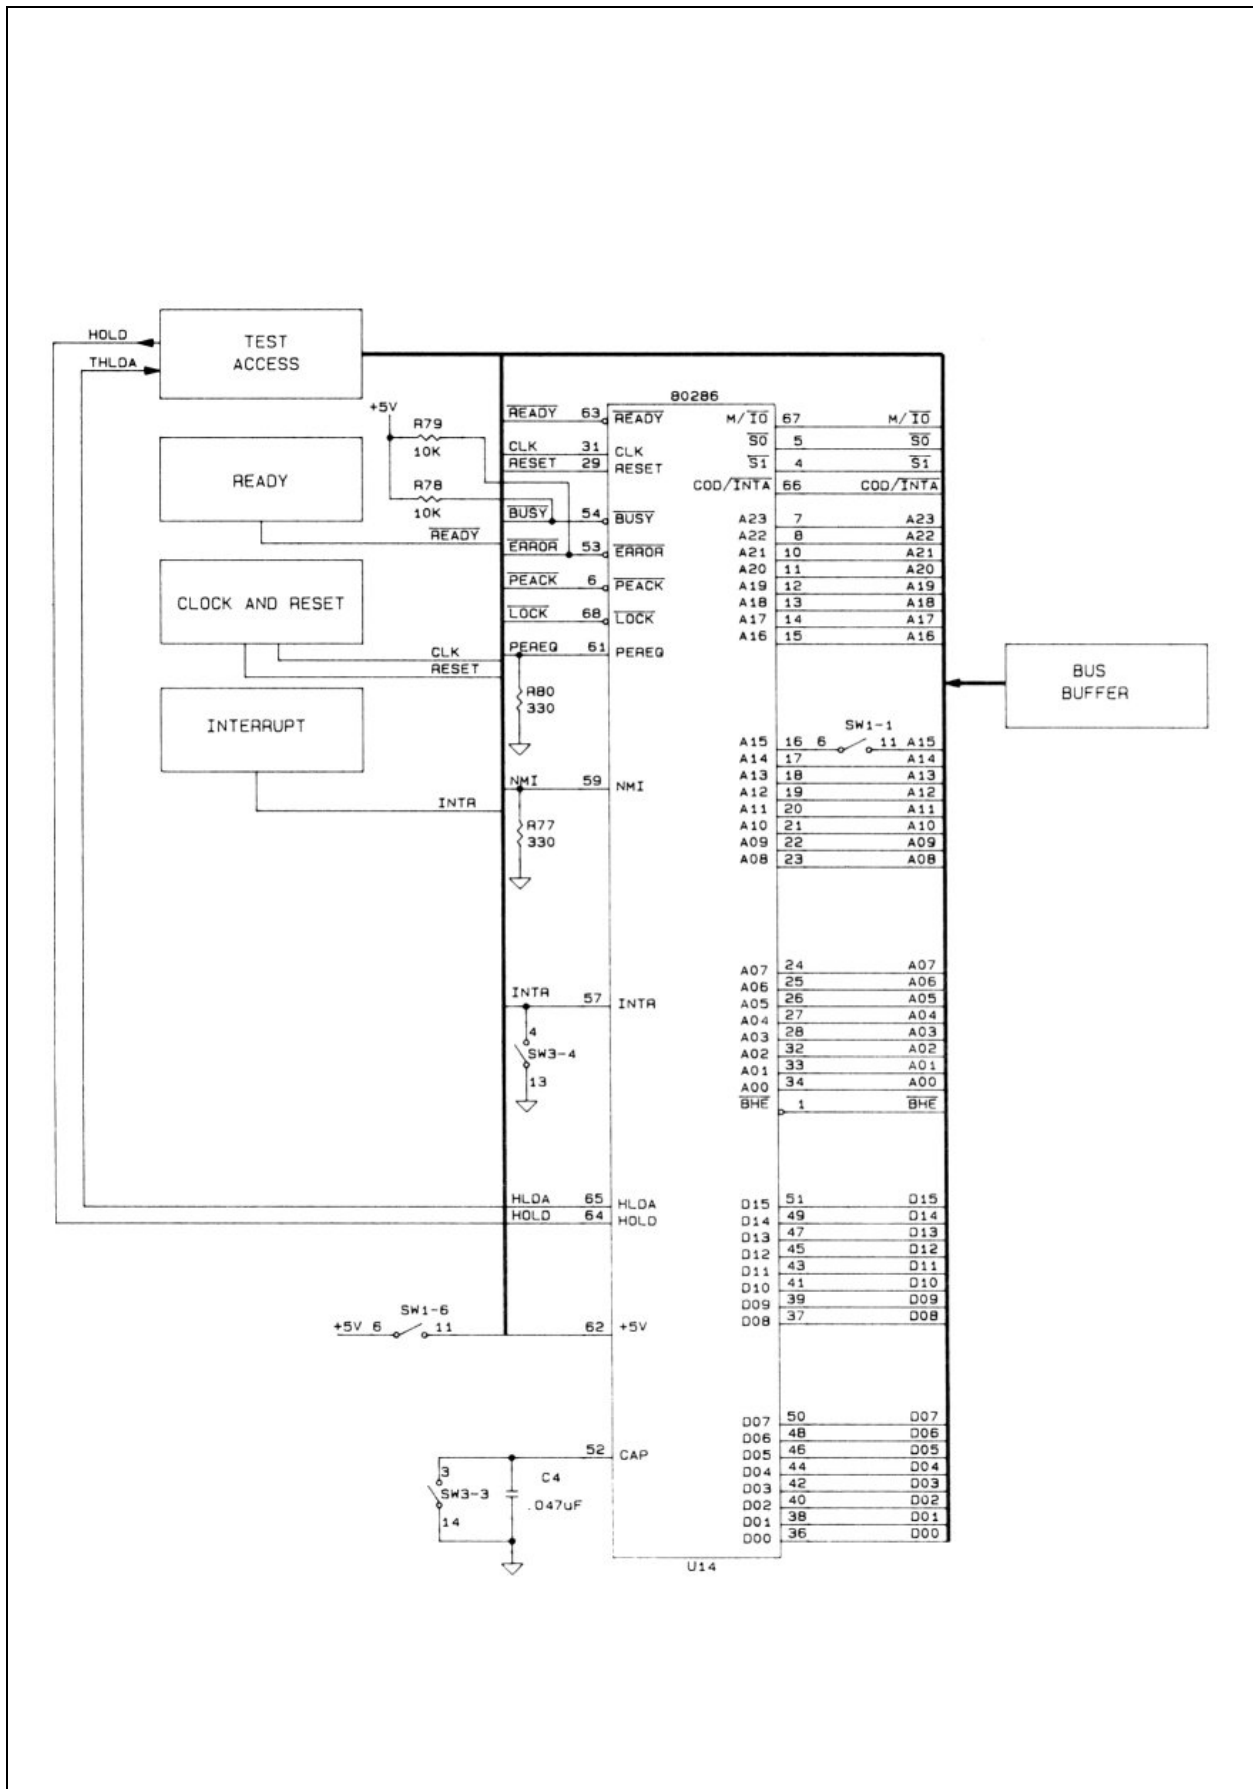 HOLD
THLDA
TEST
ACCESS
+5V
R79
10K
R78
10K
READY
READY
CLOCK AND RESET
CLK
RESET
INTERRUPT
INTR
80286
READY 63 READY
CLK 31 CLK
RESET 29 RESET
BUSY 54 BUSY
ERROR 53 ERROR
PEACK 6 PEACK
LOCK 68 LOCK
PEREQ 61 PEREQ
R80
330
NMI 59 NMI
R77
330
INTR 57 INTR
4
SW3-4
13
HLDA 65 HLDA
HOLD 64 HOLD
SW1-6
+5V 6 11 62 +5V
52 CAP
3
SW3-3
14
C4
.047uF
M/IO 67 M/IO
S0 5 S0
S1 4 S1
COD/INTA 66 COD/INTA
A23 7 A23
A22 8 A22
A21 10 A21
A20 11 A20
A19 12 A19
A18 13 A18
A17 14 A17
A16 15 A16
SW1-1
A15 16 6 11 A15
A14 17 A14
A13 18 A13
A12 19 A12
A11 20 A11
A10 21 A10
A09 22 A09
A08 23 A08
A07 24 A07
A06 25 A06
A05 26 A05
A04 27 A04
A03 28 A03
A02 32 A02
A01 33 A01
A00 34 A00
BHE 1 BHE
D15 51 D15
D14 49 D14
D13 47 D13
D12 45 D12
D11 43 D11
D10 41 D10
D09 39 D09
D08 37 D08
D07 50 D07
D06 48 D06
D05 46 D05
D04 44 D04
D03 42 D03
D02 40 D02
D01 38 D01
D00 36 D00
U14
BUS
BUFFER